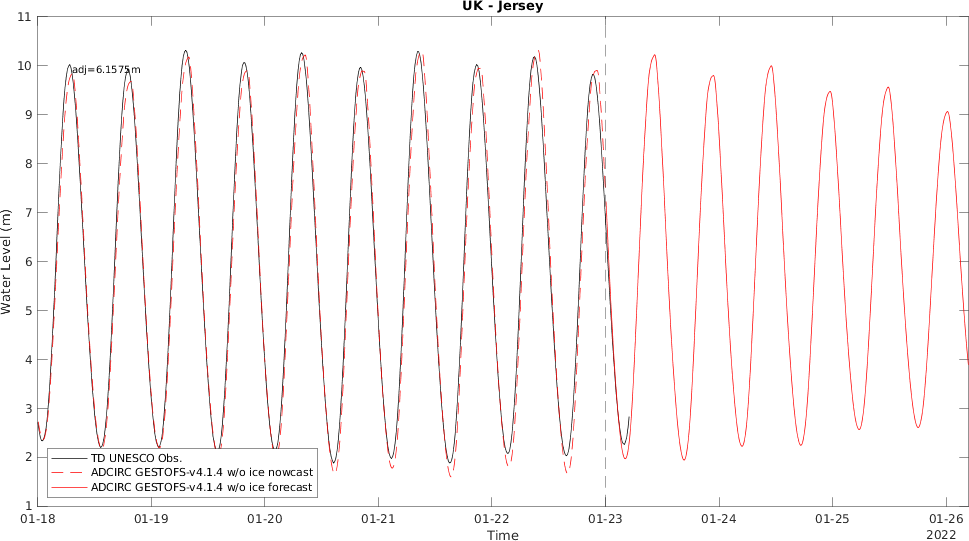 UK - Jersey
11
10
9
8
7
6
5
4
3
2
1
Water Level (m)
adj=6.1575m
TD UNESCO Obs.
ADCIRC GESTOFS-v4.1.4 w/o ice nowcast
ADCIRC GESTOFS-v4.1.4 w/o ice forecast
01-18 01-19 01-20 01-21 01-22 01-23 01-24 01-25 01-26
Time 2022